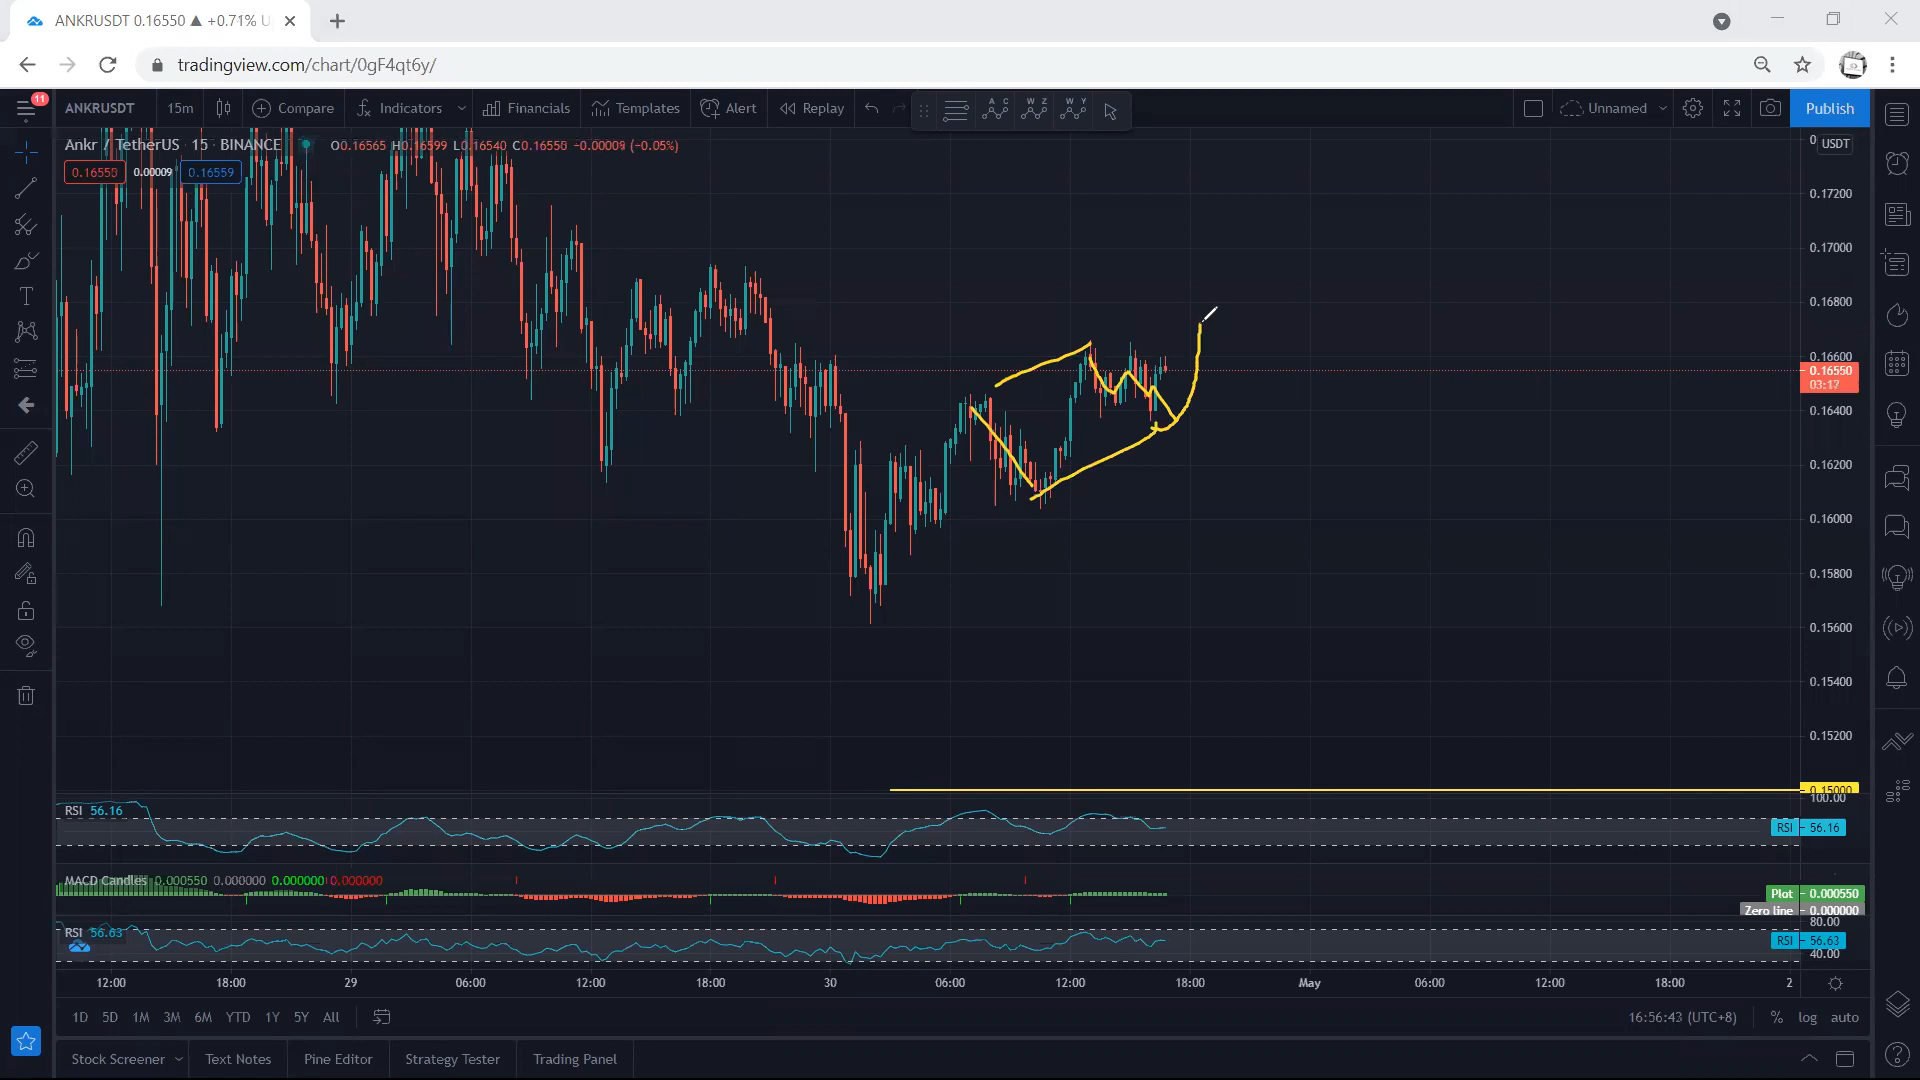 ANKRUSDT 0.16550 ▲ +0.71% U
tradingview.com/chart/0gF4qt6y/
11
ANKRUSDT 15m Compare Indicators Financials Templates Alert Replay A C W Z W Y Unnamed Publish
Ankr / TetherUS · 15 · BINANCE O0.16565 H0.16599 L0.16540 C0.16550 −0.00009 (−0.05%)
0.16550 0.00009 0.16559
USDT
0.17200
0.17000
0.16800
0.16600
0.16550
03:17
0.16400
0.16200
0.16000
0.15800
0.15600
0.15400
0.15200
0.15000
100.00
RSI 56.16
RSI 56.16
MACD Candles 0.000550 0.000000 0.000000 0.000000
Plot 0.000550
Zero line 0.000000
80.00
RSI 56.63
RSI 56.63
40.00
12:00 18:00 29 06:00 12:00 18:00 30 06:00 12:00 18:00 May 06:00 12:00 18:00 2
1D 5D 1M 3M 6M YTD 1Y 5Y All 16:56:43 (UTC+8) % log auto
Stock Screener Text Notes Pine Editor Strategy Tester Trading Panel